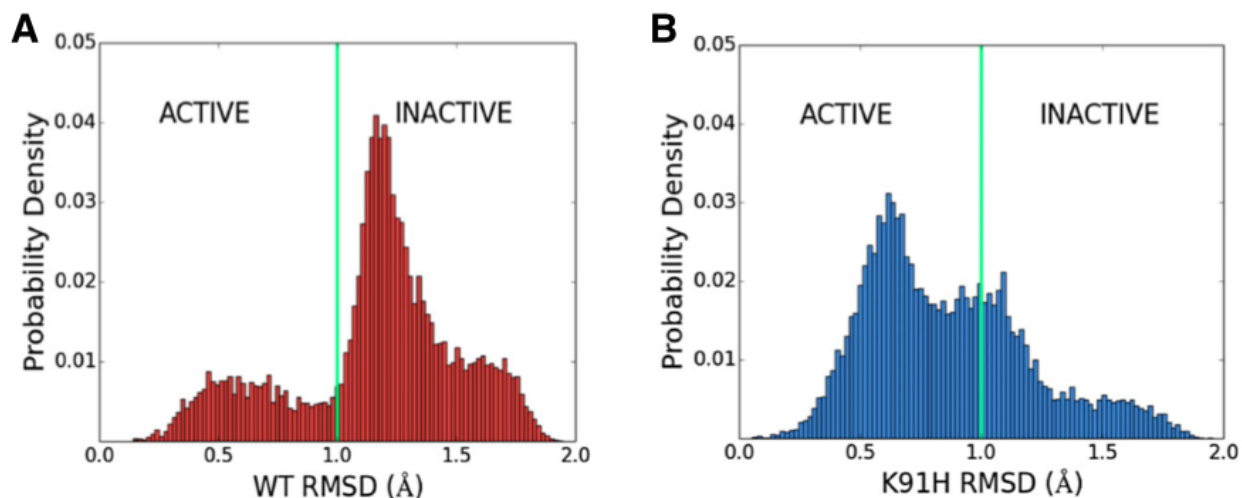 A
0.05
0.04
0.03
0.02
0.01
0.0 0.5 1.0 1.5 2.0
Probability Density
ACTIVE INACTIVE
WT RMSD (Å)
B
0.05
0.04
0.03
0.02
0.01
0.0 0.5 1.0 1.5 2.0
Probability Density
ACTIVE INACTIVE
K91H RMSD (Å)